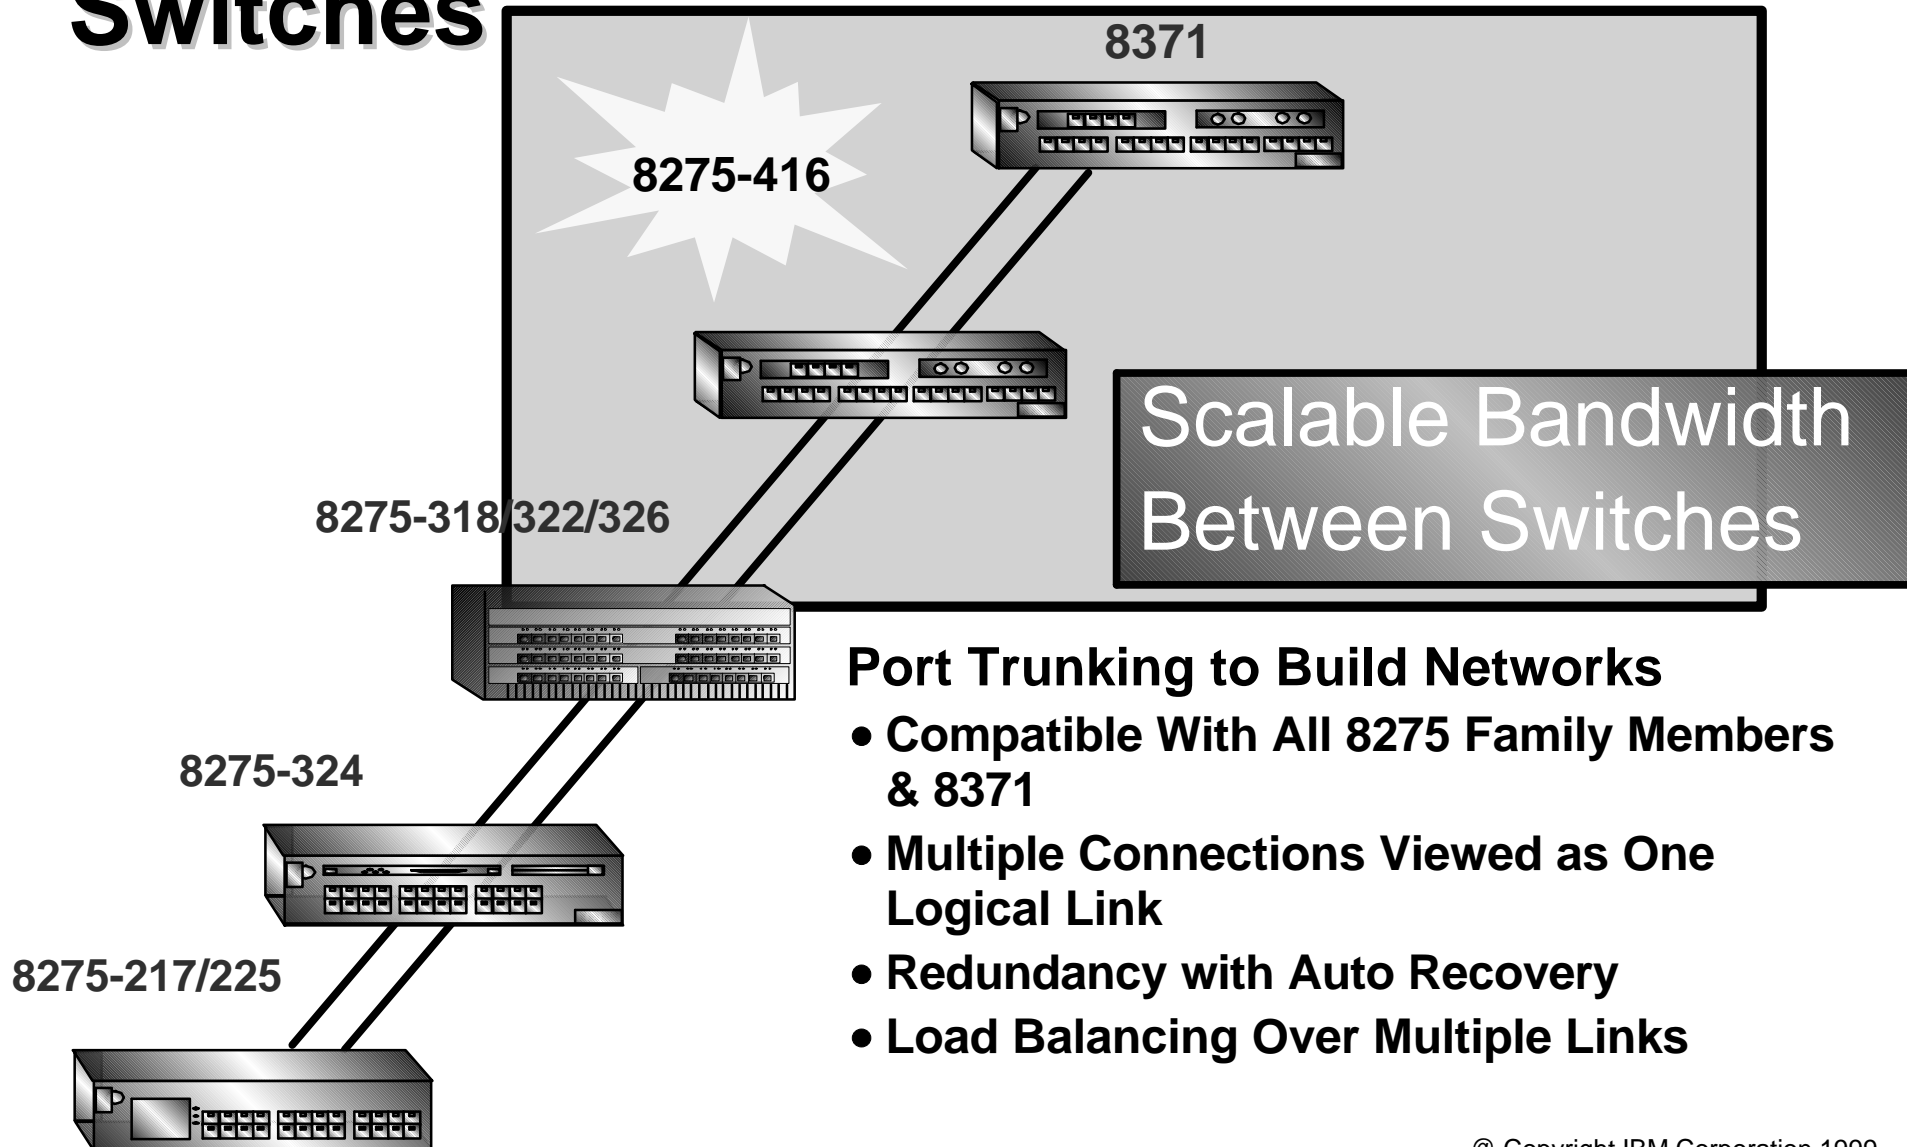 Switches
8371
8275-416
Scalable Bandwidth
Between Switches
8275-318/322/326
Port Trunking to Build Networks
• Compatible With All 8275 Family Members
& 8371
8275-324
• Multiple Connections Viewed as One
Logical Link
8275-217/225
• Redundancy with Auto Recovery
• Load Balancing Over Multiple Links
@ Copyright IBM Corporation 1999